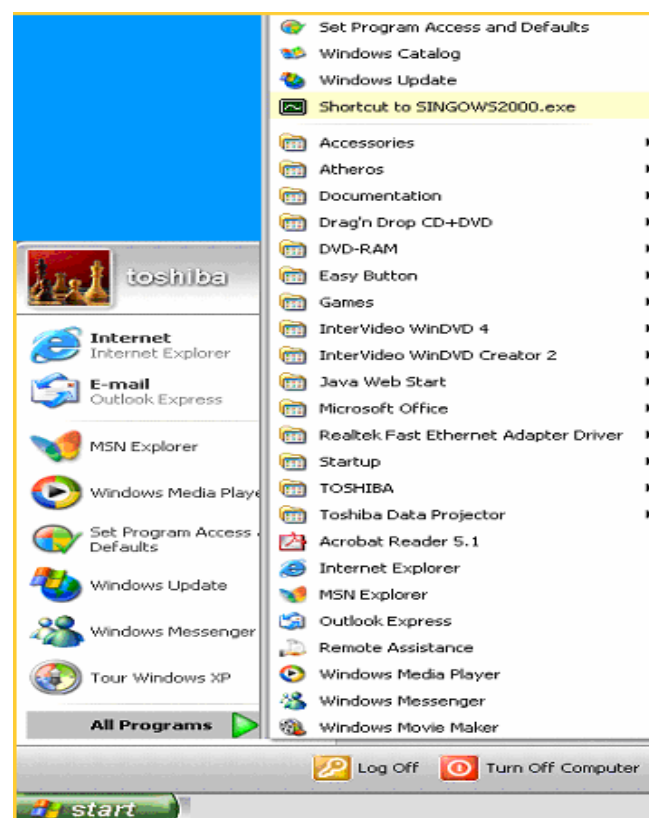 Set Program Access and Defaults
Windows Catalog
Windows Update
Shortcut to SINGOWS2000.exe
Accessories
Atheros
Documentation
Drag'n Drop CD+DVD
DVD-RAM
Easy Button
Games
InterVideo WinDVD 4
InterVideo WinDVD Creator 2
Java Web Start
Microsoft Office
Realtek Fast Ethernet Adapter Driver
Startup
TOSHIBA
Toshiba Data Projector
Acrobat Reader 5.1
Internet Explorer
MSN Explorer
Outlook Express
Remote Assistance
Windows Media Player
Windows Messenger
Windows Movie Maker
toshiba
Internet
Internet Explorer
E-mail
Outlook Express
MSN Explorer
Windows Media Playe
Set Program Access
Defaults
Windows Update
Windows Messenger
Tour Windows XP
All Programs
Log Off
Turn Off Computer
start